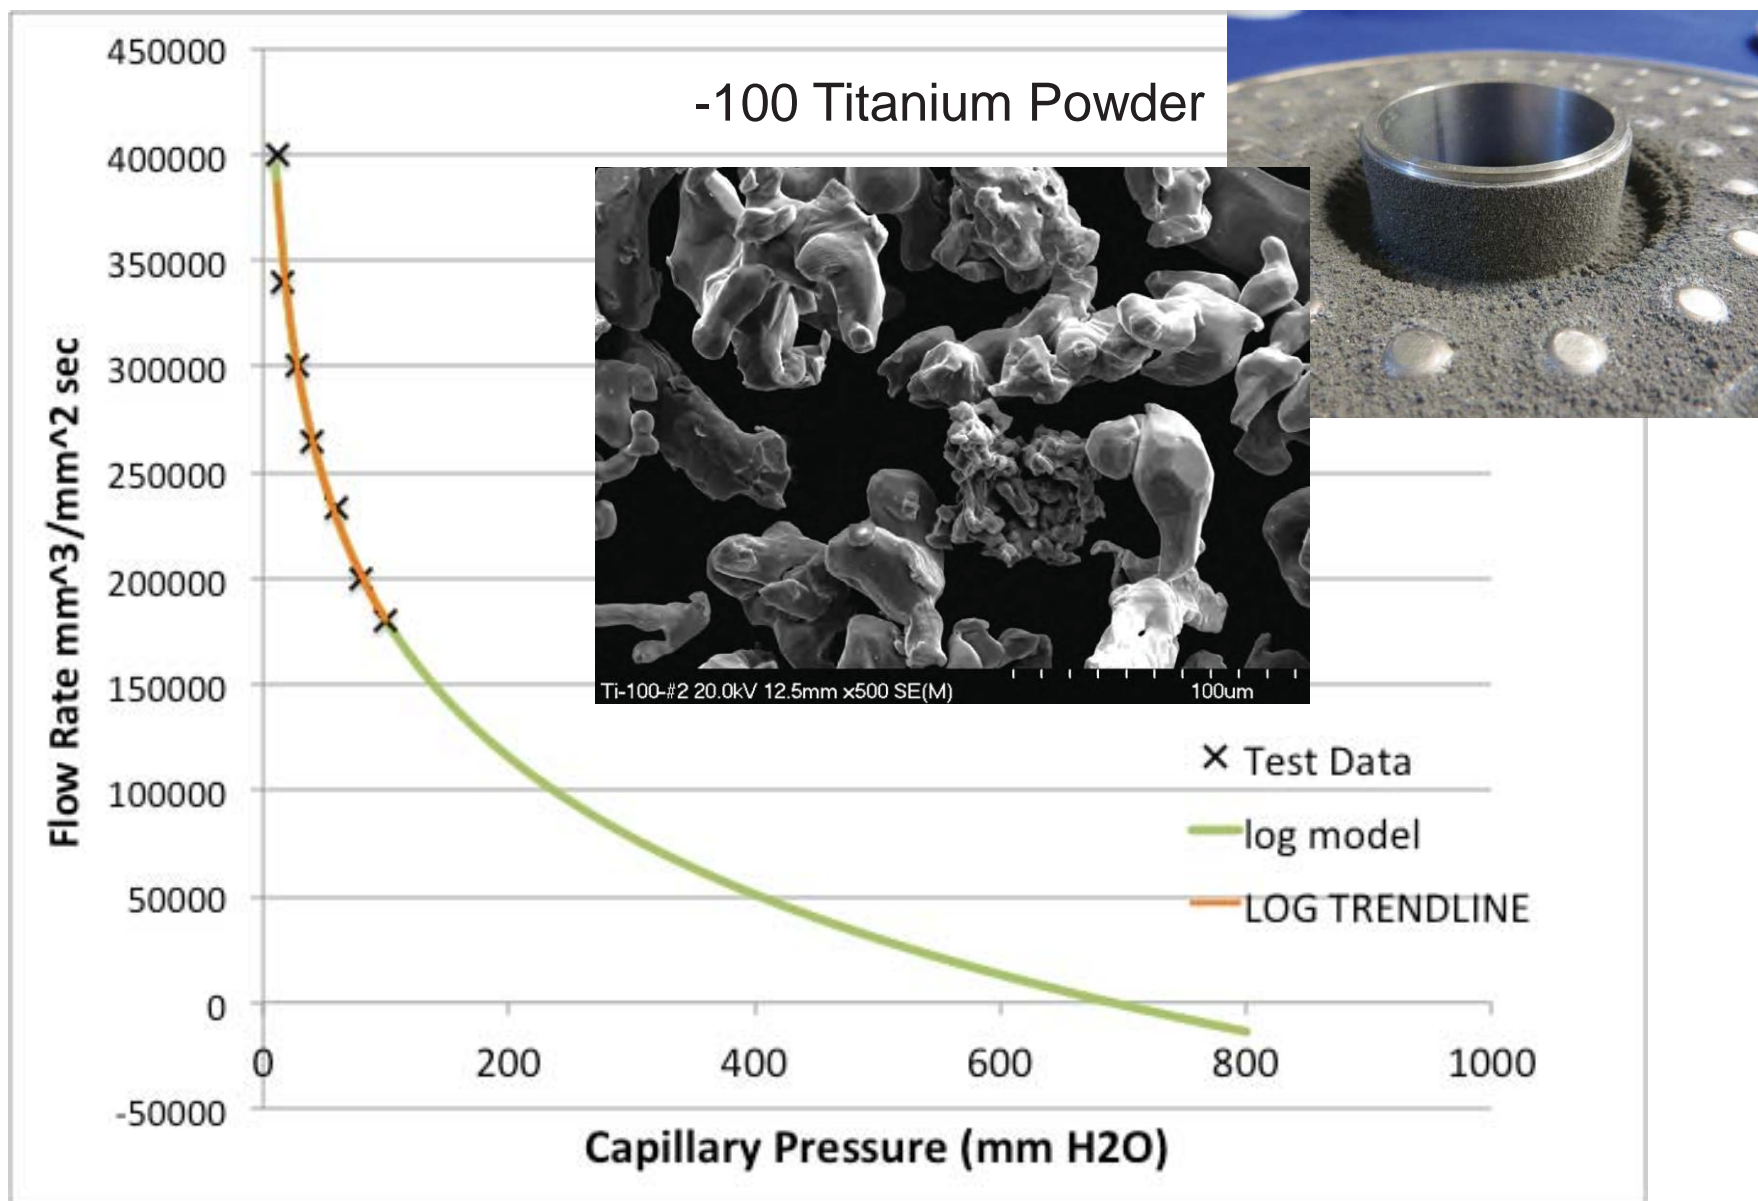 -100 Titanium Powder
450000
400000
350000
300000
250000
200000
150000
100000
50000
0
-50000
Flow Rate mm^3/mm^2 sec
Ti-100-#2 20.0kV 12.5mm x500 SE(M) 100um
Test Data
log model
LOG TRENDLINE
0 200 400 600 800 1000
Capillary Pressure (mm H2O)